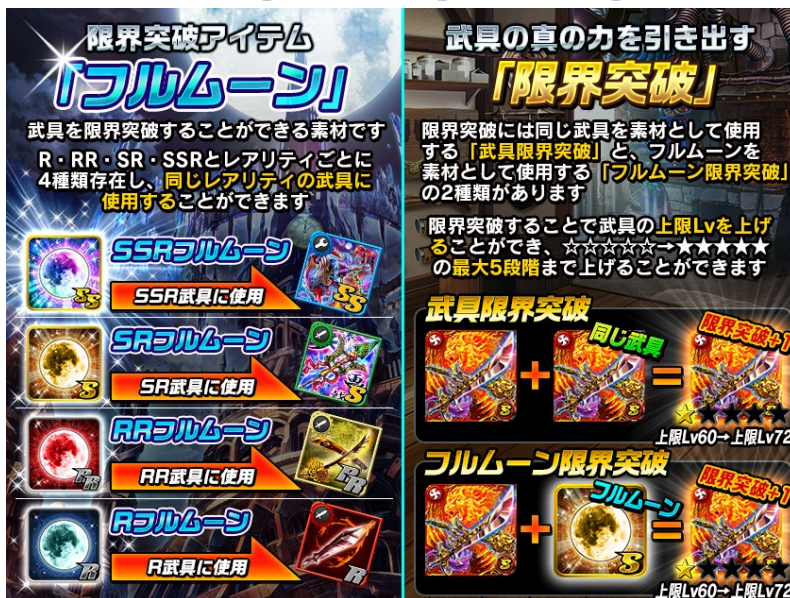 限界突破アイテム
「フルムーン」
武具を限界突破することができる素材です
R・RR・SR・SSRとレアリティごとに
4種類存在し、同じレアリティの武具に
使用することができます
SSRフルムーン
SS
SSR武具に使用
SS
SRフルムーン
S
SR武具に使用
S
RRフルムーン
RR
RR武具に使用
RR
Rフルムーン
R
R武具に使用
R
武具の真の力を引き出す
「限界突破」
限界突破には同じ武具を素材として使用
する「武具限界突破」と、フルムーンを
素材として使用する「フルムーン限界突破」
の2種類があります
限界突破することで武具の上限Lvを上げ
ることができ、☆☆☆☆☆→★★★★★
の最大5段階まで上げることができます
武具限界突破
同じ武具
限界突破+1
S
+
S
=
上限Lv60→上限Lv72
フルムーン限界突破
フルムーン
限界突破+1
S
+
S
=
上限Lv60→上限Lv72